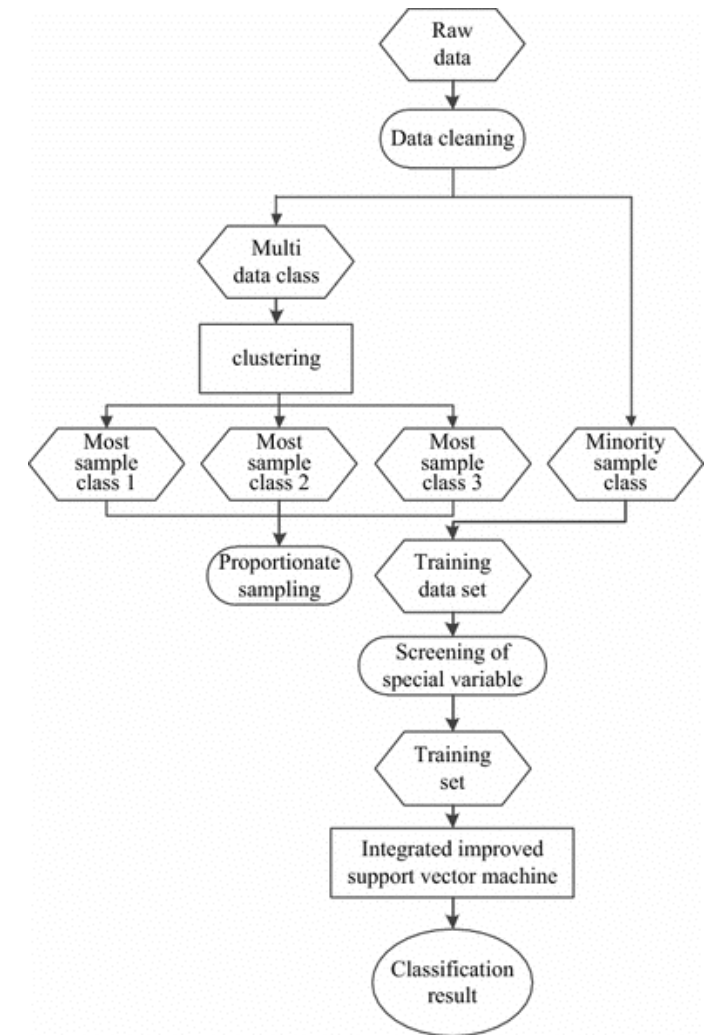 Raw
data
Data cleaning
Multi
data class
clustering
Most
sample
class 1
Most
sample
class 2
Most
sample
class 3
Minority
sample
class
Proportionate
sampling
Training
data set
Screening of
special variable
Training
set
Integrated improved
support vector machine
Classification
result